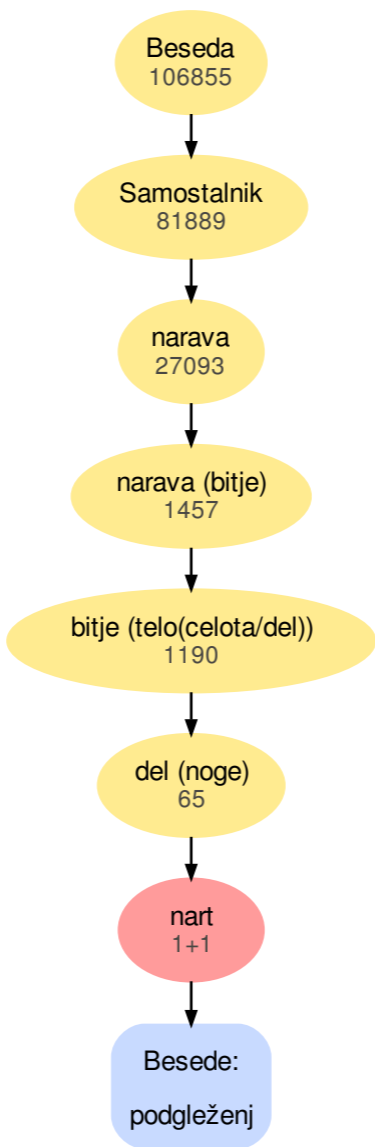 Beseda
106855
Samostalnik
81889
narava
27093
narava (bitje)
1457
bitje (telo(celota/del))
1190
del (noge)
65
nart
1+1
Besede:
podgleženj